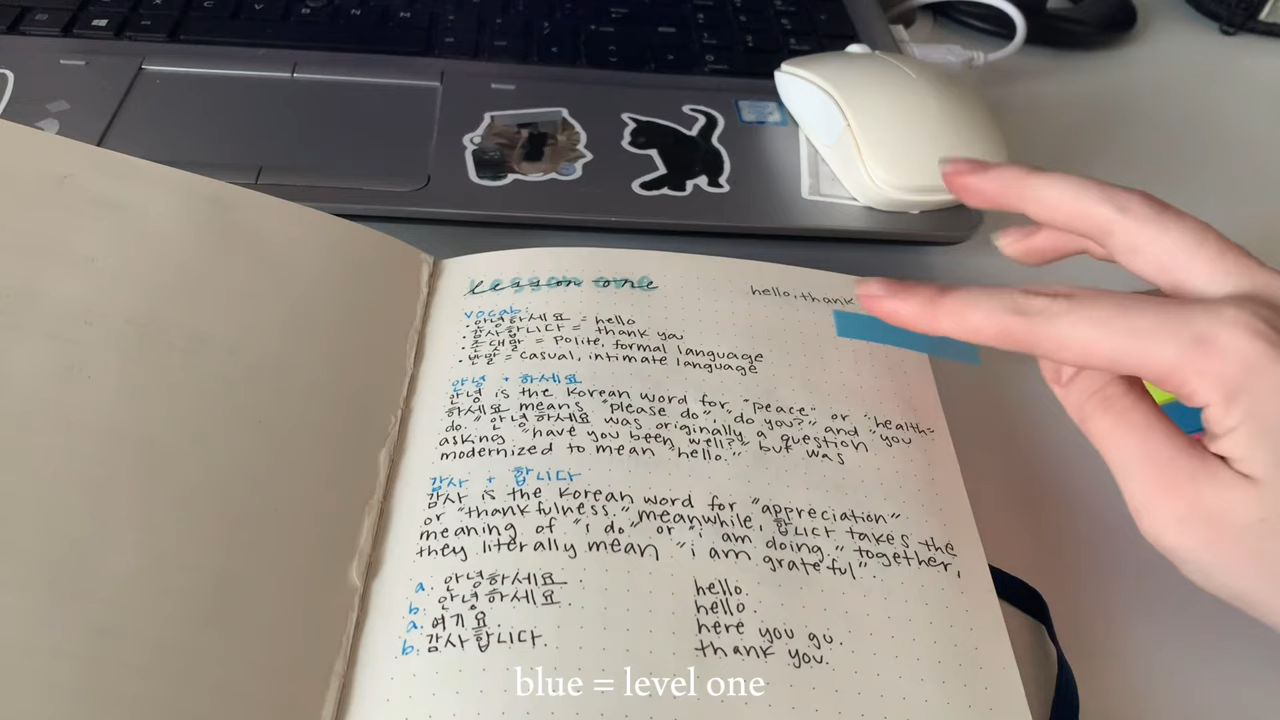 lesson one
hello, thank
vocab:
· 안녕하세요 = hello
· 감사합니다 = thank you
· 존댓말 = polite, formal language
· 반말 = casual, intimate language
안녕 + 하세요
안녕 is the korean word for "peace" or "health."
하세요 means "please do", "do you?" and "you
do." 안녕하세요 was originally a question
asking "have you been well?" but was
modernized to mean "hello."
감사 + 합니다
감사 is the korean word for "appreciation"
or "thankfulness." meanwhile, 합니다 takes the
meaning of "i do" or "i am doing." together,
they literally mean "i am grateful".
a. 안녕하세요. hello.
b. 안녕하세요. hello.
a. 여기요. here you go.
b. 감사합니다. thank you.
blue = level one